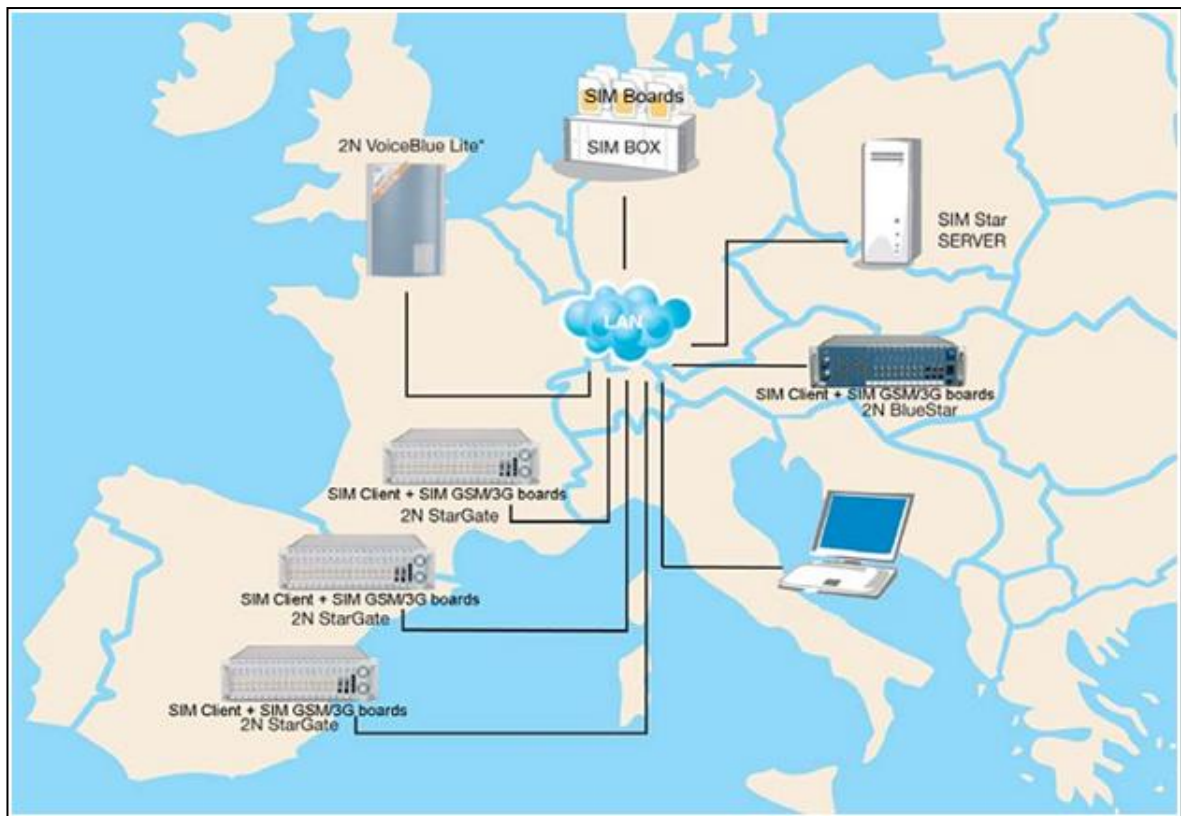 SIM Boards
SIM BOX
2N VoiceBlue Lite*
SIM Star
SERVER
LAN
SIM Client + SIM GSM/3G boards
2N BlueStar
SIM Client + SIM GSM/3G boards
2N StarGate
SIM Client + SIM GSM/3G boards
2N StarGate
SIM Client + SIM GSM/3G boards
2N StarGate